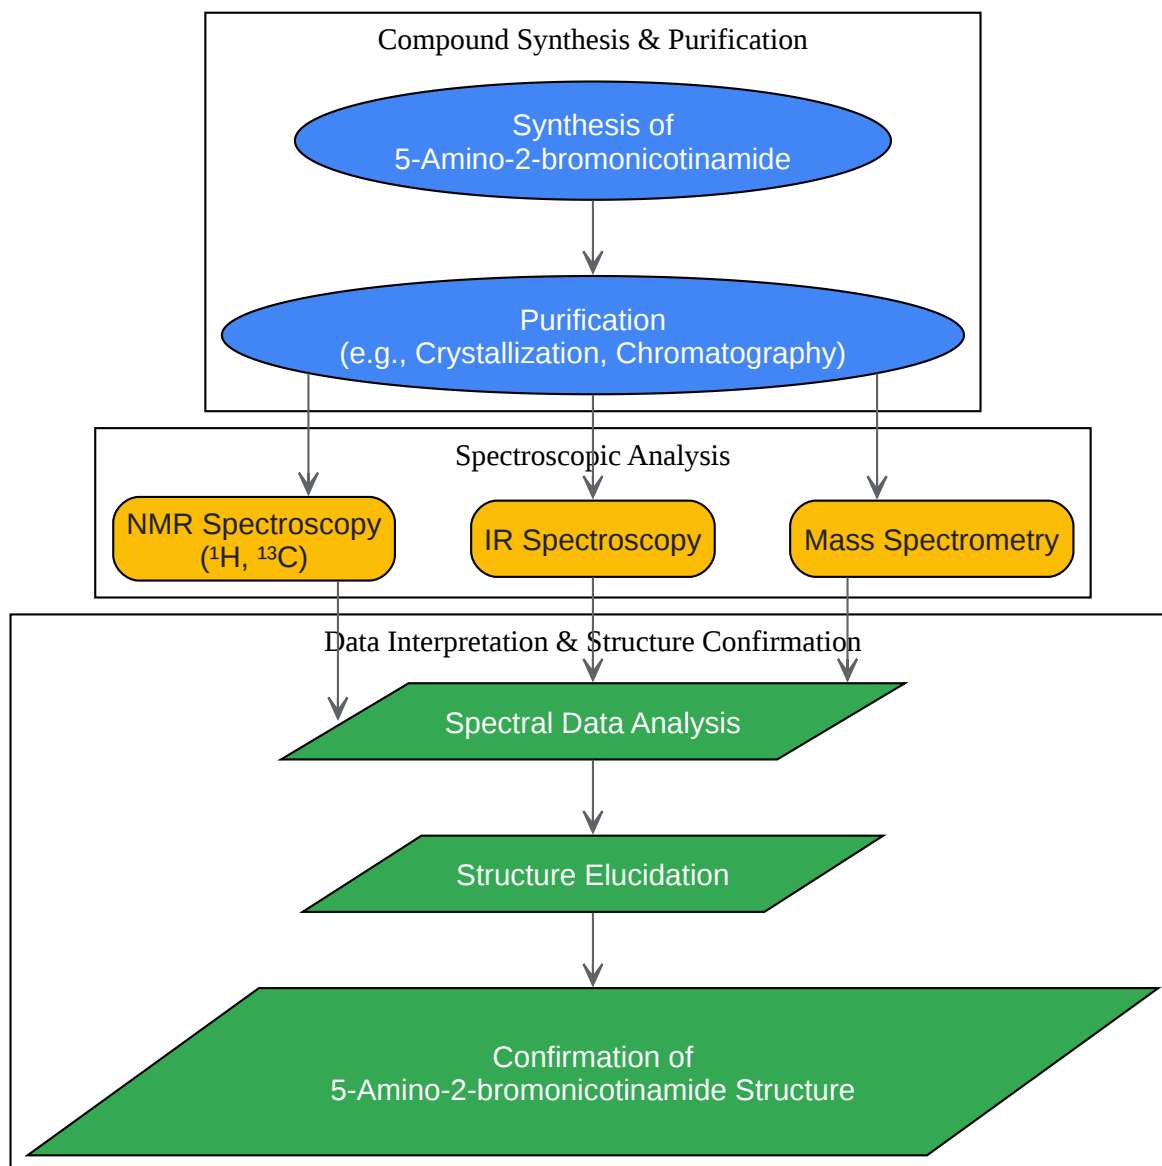 Compound Synthesis & Purification
Synthesis of
5-Amino-2-bromonicotinamide
Purification
(e.g., Crystallization, Chromatography)
Spectroscopic Analysis
NMR Spectroscopy
(¹H, ¹³C)
IR Spectroscopy
Mass Spectrometry
Data Interpretation & Structure Confirmation
Spectral Data Analysis
Structure Elucidation
Confirmation of
5-Amino-2-bromonicotinamide Structure